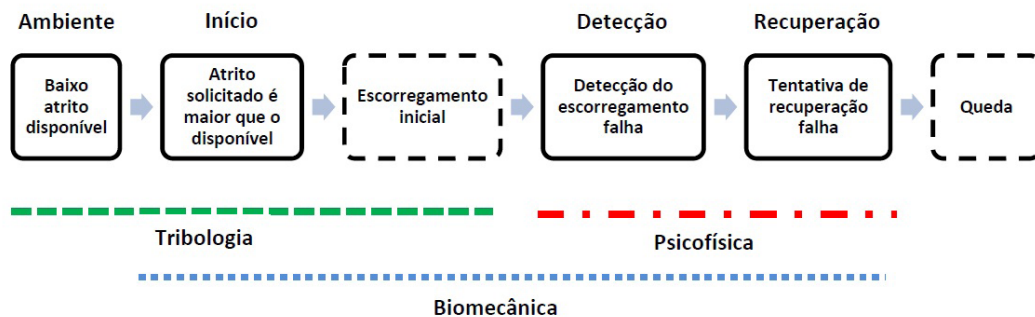 Ambiente
Início
Detecção
Recuperação
Baixo
atrito
disponível
Atrito
solicitado é
maior que o
disponível
Escorregamento
inicial
Detecção do
escorregamento
falha
Tentativa de
recuperação
falha
Queda
Tribologia
Psicofísica
Biomecânica